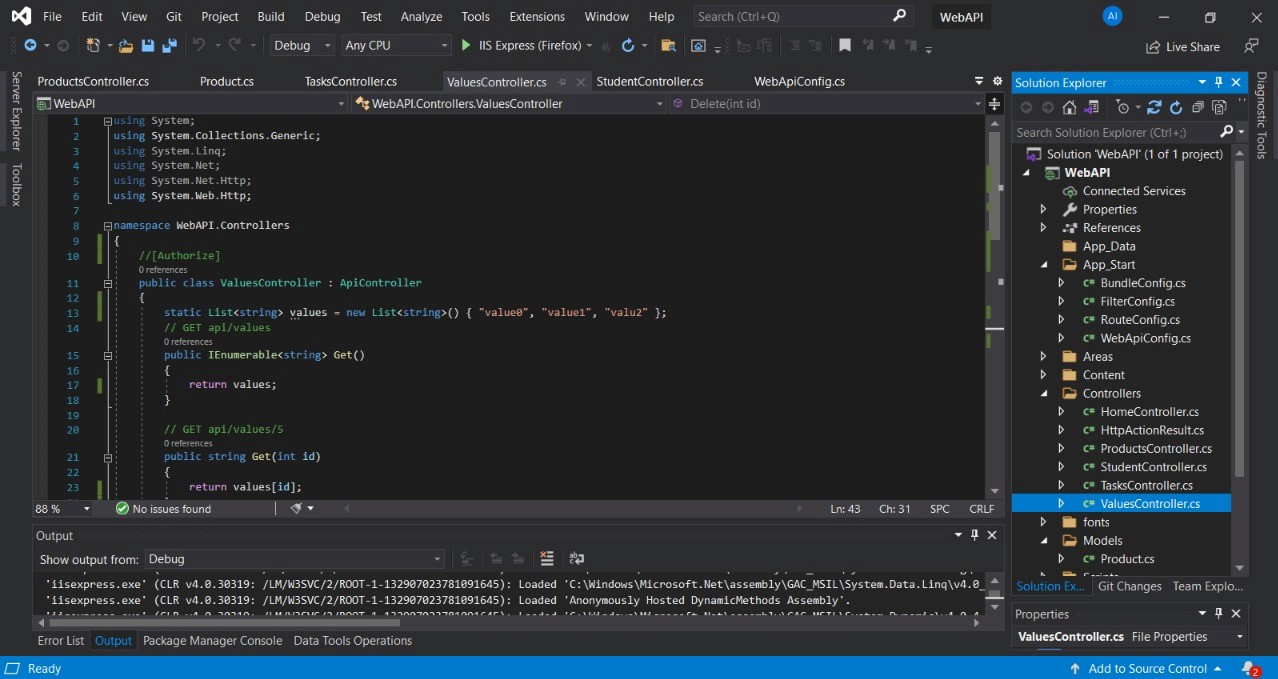 File Edit View Git Project Build Debug Test Analyze Tools Extensions Window Help Search (Ctrl+Q) WebAPI AI
Debug Any CPU IIS Express (Firefox) Live Share
ProductsController.cs Product.cs TasksController.cs ValuesController.cs StudentController.cs WebApiConfig.cs
WebAPI WebAPI.Controllers.ValuesController Delete(int id)
Server Explorer
Toolbox
1 using System;
2 using System.Collections.Generic;
3 using System.Linq;
4 using System.Net;
5 using System.Net.Http;
6 using System.Web.Http;
7
8 namespace WebAPI.Controllers
9 {
10 //[Authorize]
0 references
11 public class ValuesController : ApiController
12 {
13 static List<string> values = new List<string>() { "value0", "value1", "valu2" };
14 // GET api/values
0 references
15 public IEnumerable<string> Get()
16 {
17 return values;
18 }
19
20 // GET api/values/5
0 references
21 public string Get(int id)
22 {
23 return values[id];
88 % No issues found Ln: 43 Ch: 31 SPC CRLF
Output
Show output from: Debug
'iisexpress.exe' (CLR v4.0.30319: /LM/W3SVC/2/ROOT-1-132907023781091645): Loaded 'C:\Windows\Microsoft.Net\assembly\GAC_MSIL\System.Data.Linq\v4.0_
'iisexpress.exe' (CLR v4.0.30319: /LM/W3SVC/2/ROOT-1-132907023781091645): Loaded 'Anonymously Hosted DynamicMethods Assembly'.
Error List Output Package Manager Console Data Tools Operations
Solution Explorer
Search Solution Explorer (Ctrl+;)
Solution 'WebAPI' (1 of 1 project)
WebAPI
Connected Services
Properties
References
App_Data
App_Start
C# BundleConfig.cs
C# FilterConfig.cs
C# RouteConfig.cs
C# WebApiConfig.cs
Areas
Content
Controllers
C# HomeController.cs
C# HttpActionResult.cs
C# ProductsController.cs
C# StudentController.cs
C# TasksController.cs
C# ValuesController.cs
fonts
Models
C# Product.cs
Solution Ex... Git Changes Team Explo...
Properties
ValuesController.cs File Properties
Diagnostic Tools
Ready Add to Source Control 2